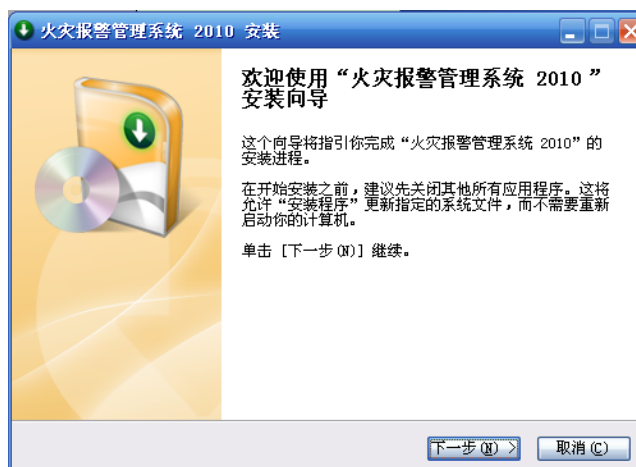 火灾报警管理系统 2010 安装
欢迎使用“火灾报警管理系统 2010 ”
安装向导
这个向导将指引你完成“火灾报警管理系统 2010”的
安装进程。
在开始安装之前，建议先关闭其他所有应用程序。这将
允许“安装程序”更新指定的系统文件，而不需要重新
启动你的计算机。
单击 [下一步(N)] 继续。
下一步(N) >
取消(C)